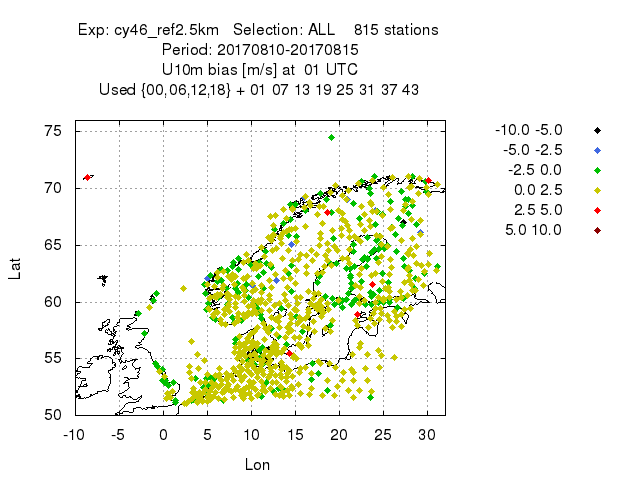 Exp: cy46_ref2.5km   Selection: ALL    815 stations
Period: 20170810-20170815
U10m bias [m/s] at  01 UTC
Used {00,06,12,18} + 01 07 13 19 25 31 37 43
75
70
65
60
55
50
Lat
-10 -5 0 5 10 15 20 25 30
Lon
-10.0 -5.0
-5.0 -2.5
-2.5 0.0
0.0 2.5
2.5 5.0
5.0 10.0